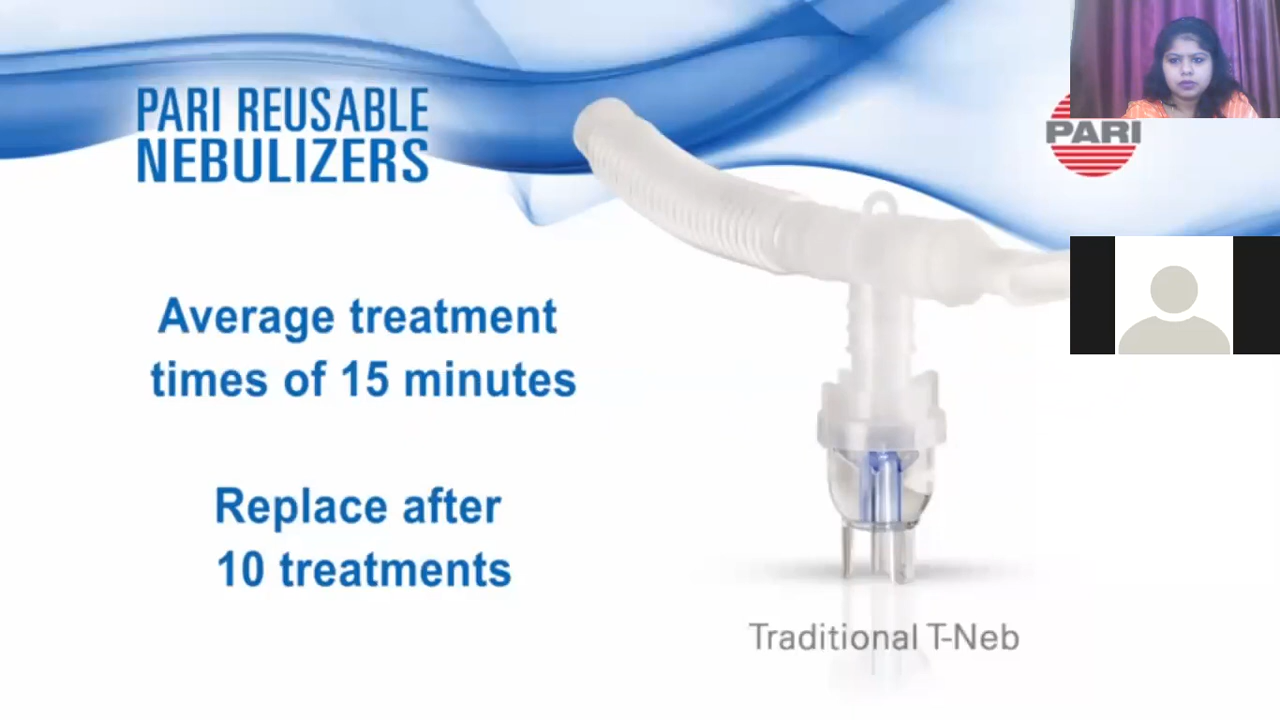 PARI REUSABLE
NEBULIZERS
PARI
Average treatment
times of 15 minutes
Replace after
10 treatments
Traditional T-Neb